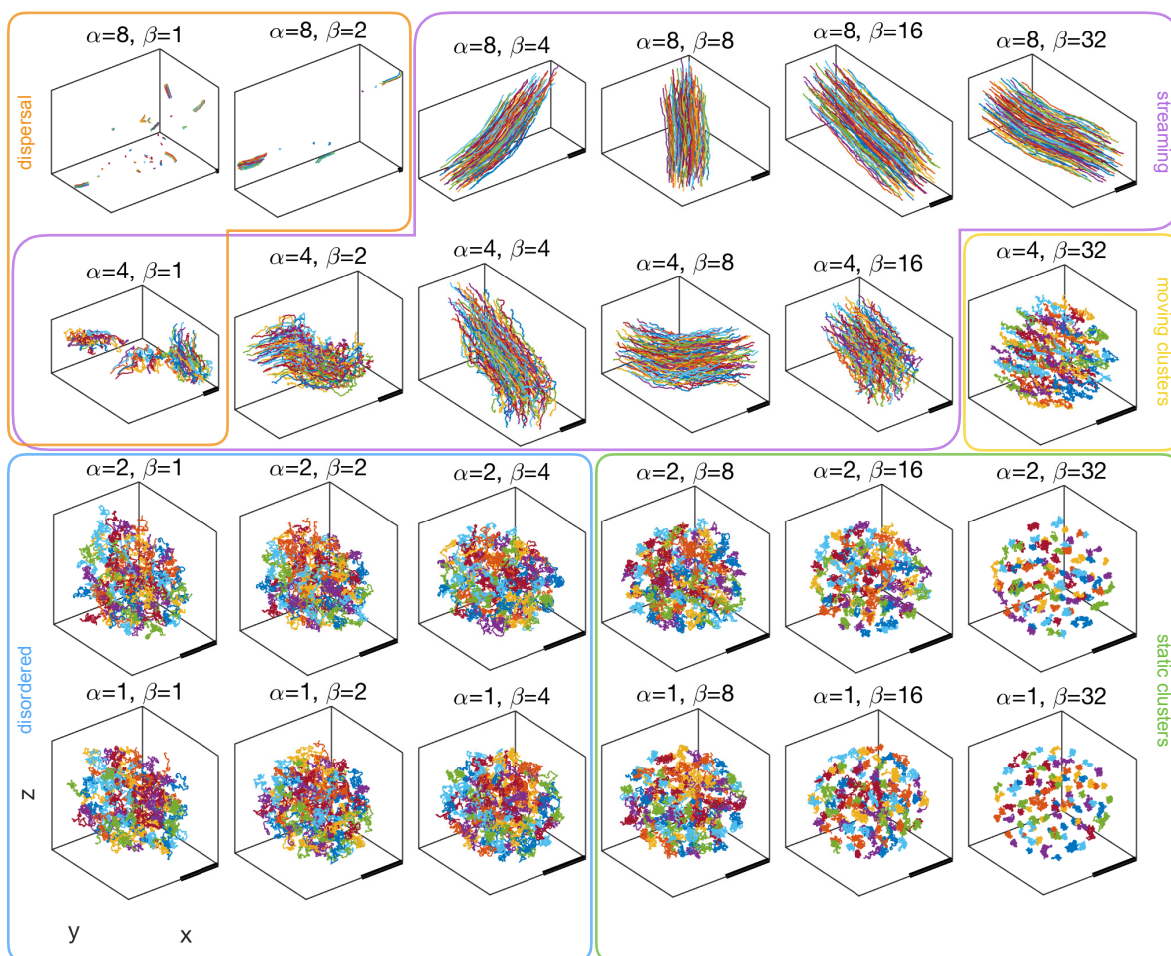 α=8, β=1
α=8, β=2
α=8, β=4
α=8, β=8
α=8, β=16
α=8, β=32
dispersal
streaming
α=4, β=1
α=4, β=2
α=4, β=4
α=4, β=8
α=4, β=16
α=4, β=32
moving clusters
α=2, β=1
α=2, β=2
α=2, β=4
α=2, β=8
α=2, β=16
α=2, β=32
disordered
static clusters
α=1, β=1
α=1, β=2
α=1, β=4
α=1, β=8
α=1, β=16
α=1, β=32
z
y
x